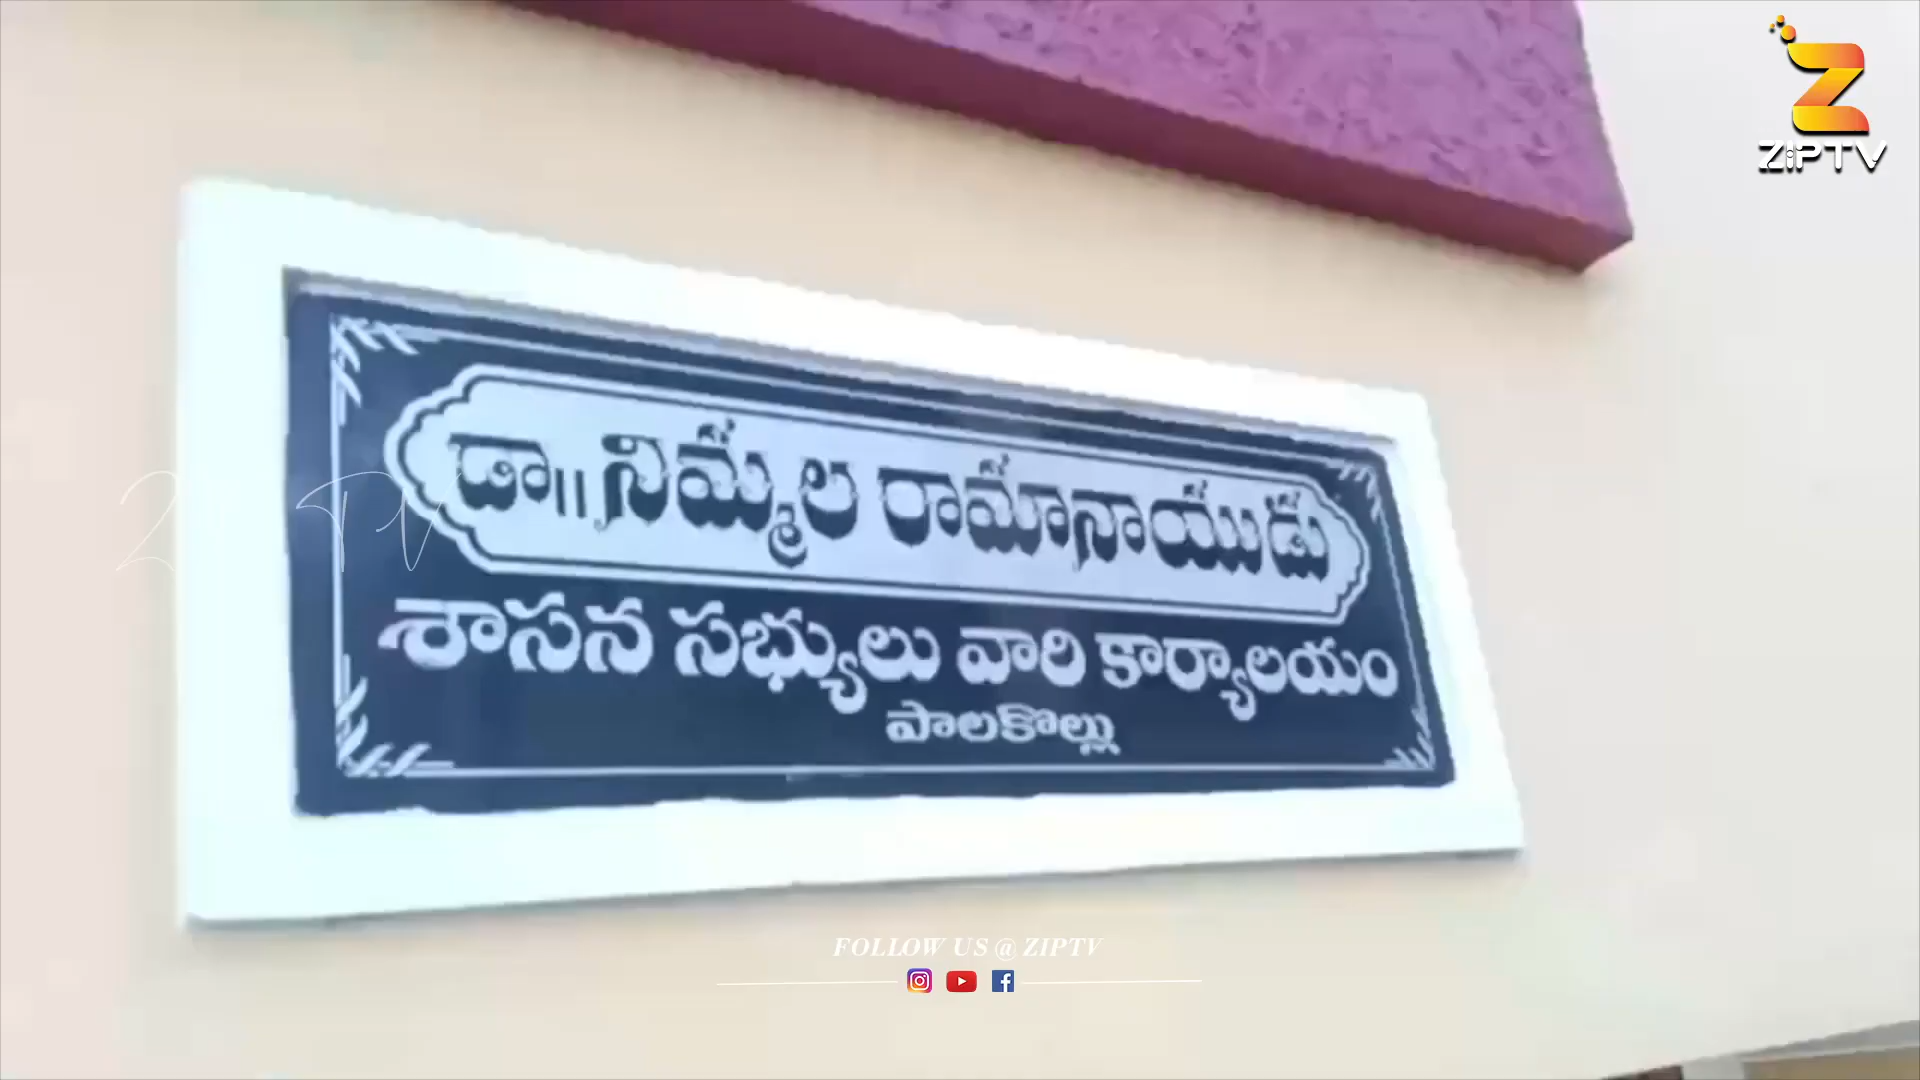 ZIPTV
డా॥ నిమ్మల రామానాయుడు
శాసన సభ్యులు వారి కార్యాలయం
పాలకొల్లు
FOLLOW US @ ZIPTV